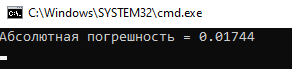 C:\Windows\SYSTEM32\cmd.exe
Абсолютная погрешность = 0.01744